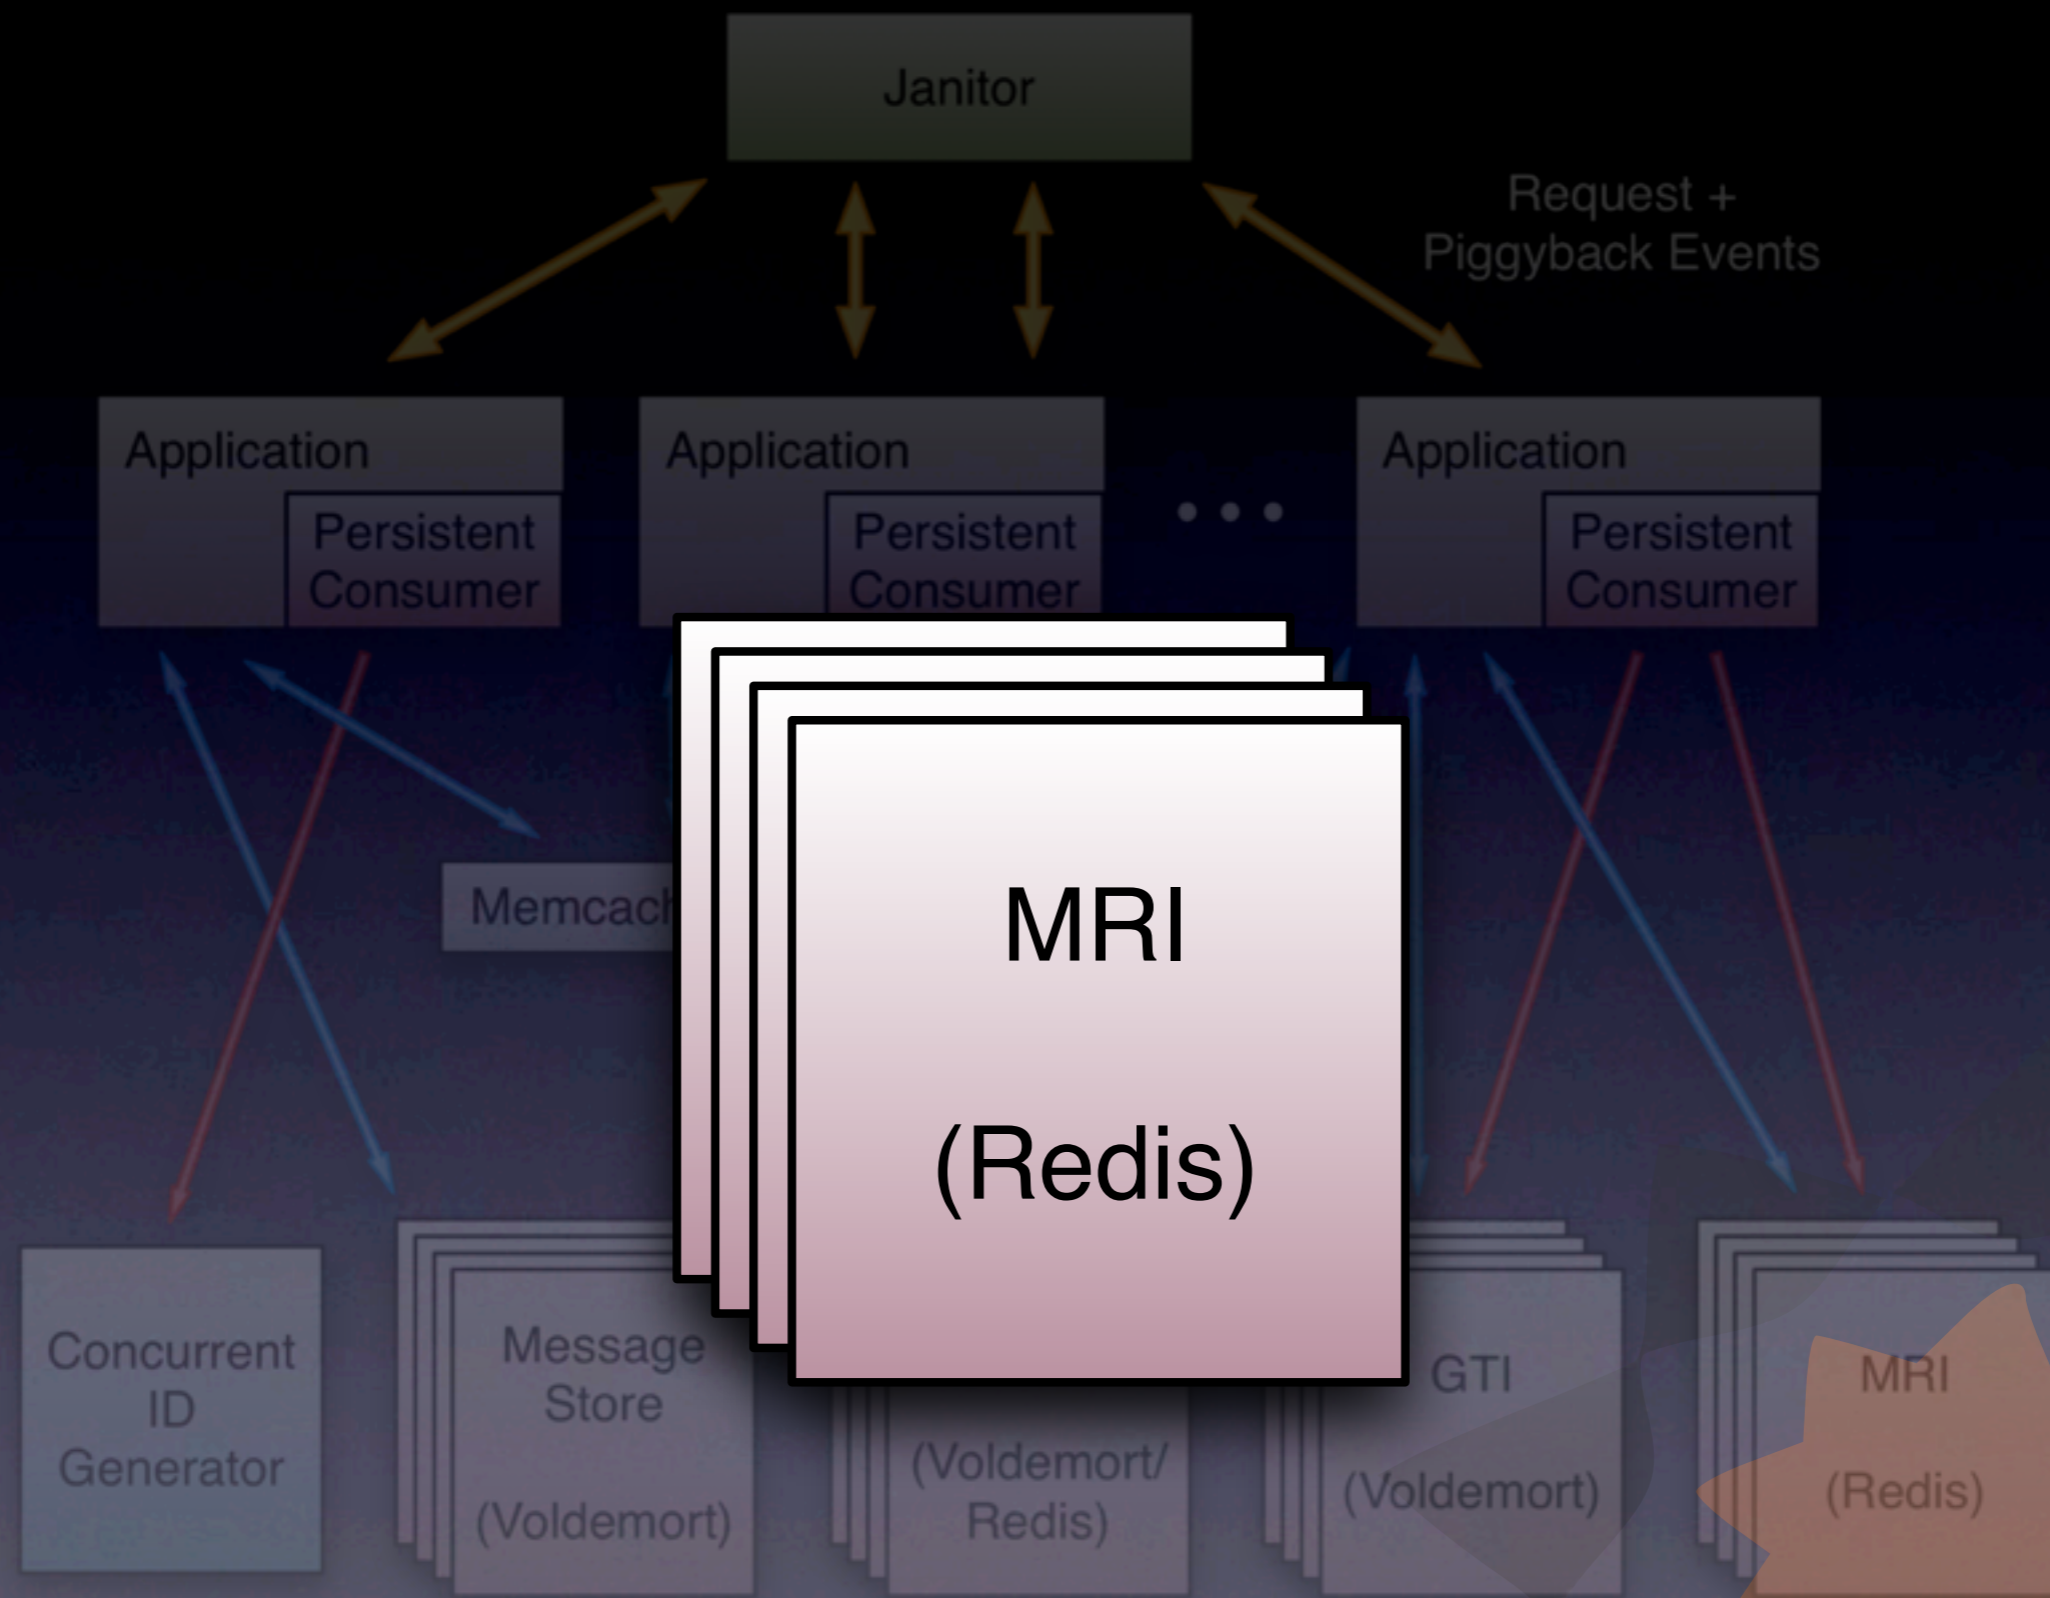 Janitor
Request +
Piggyback Events
Application
Persistent
Consumer
Application
Persistent
Consumer
Application
Persistent
Consumer
MRI
(Redis)
Concurrent
ID
Generator
Message
Store
(Voldemort)
(Voldemort/
Redis)
GTI
(Voldemort)
MRI
(Redis)